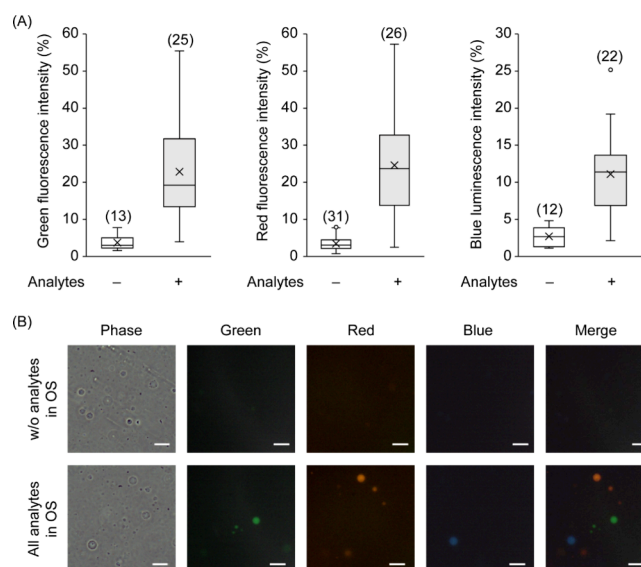 (A)
Green fluorescence intensity (%)
60
50
40
30
20
10
0
(13)
(25)
Analytes – +
Red fluorescence intensity (%)
60
50
40
30
20
10
0
(31)
(26)
Analytes – +
Blue luminescence intensity (%)
30
25
20
15
10
5
0
(12)
(22)
Analytes – +
(B)
Phase Green Red Blue Merge
w/o analytes
in OS
All analytes
in OS